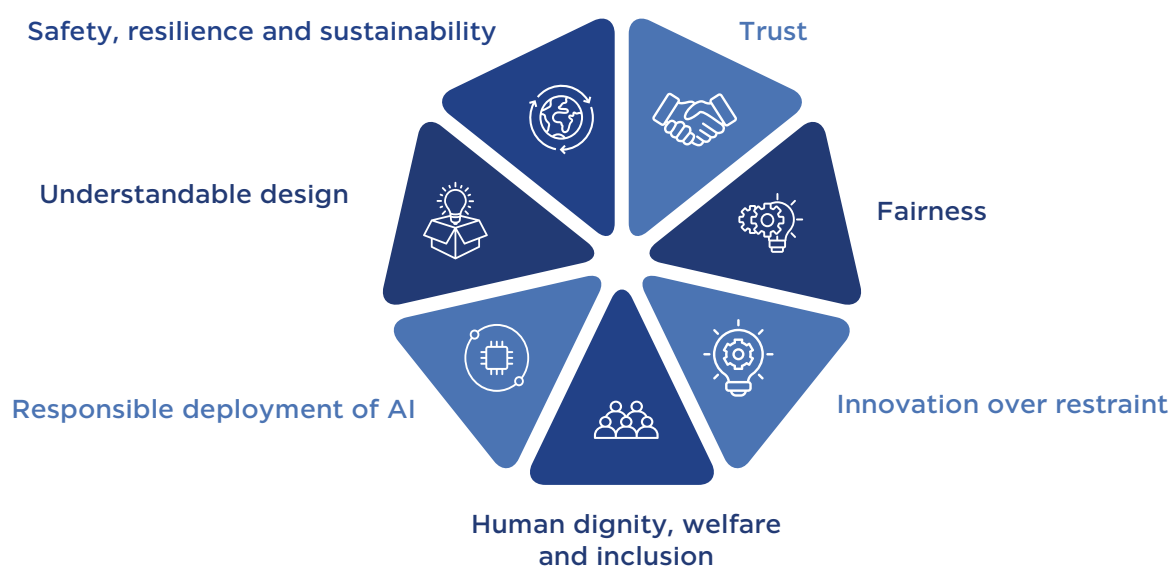 Safety, resilience and sustainability
Trust
Understandable design
Fairness
Responsible deployment of AI
Innovation over restraint
Human dignity, welfare
and inclusion